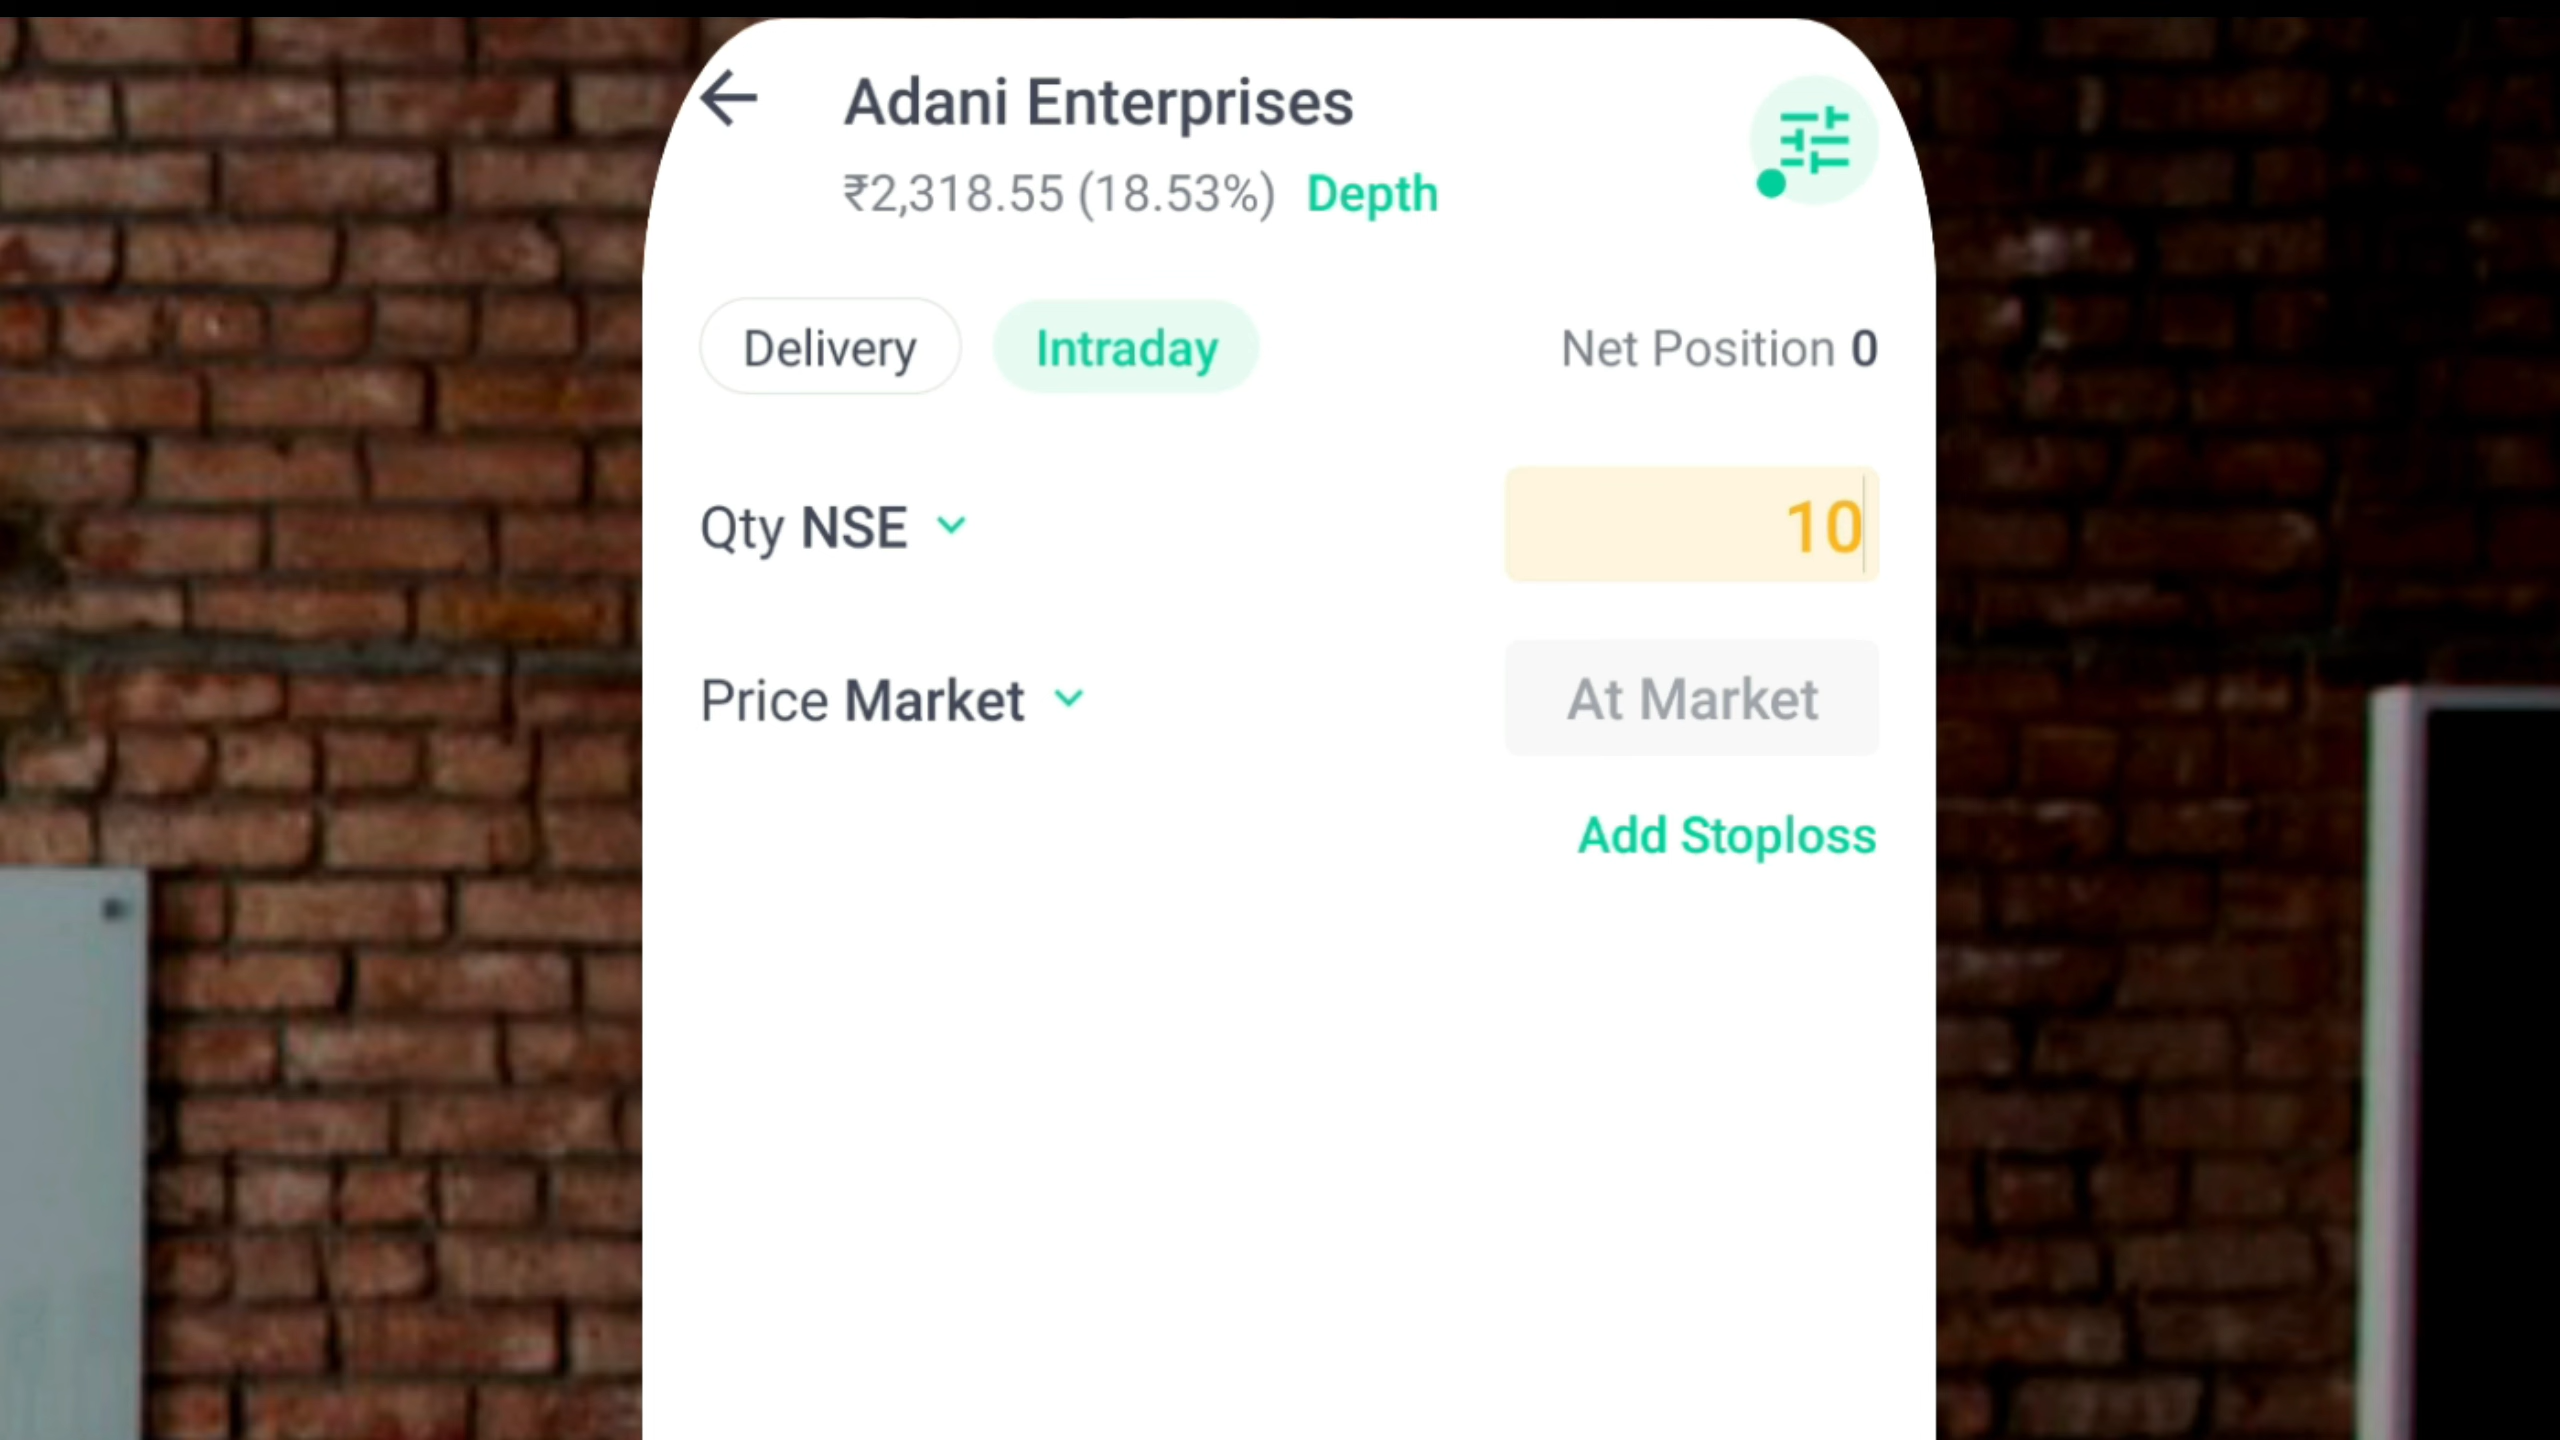 Adani Enterprises
₹2,318.55 (18.53%) Depth
Delivery Intraday Net Position 0
Qty NSE 10
Price Market At Market
Add Stoploss